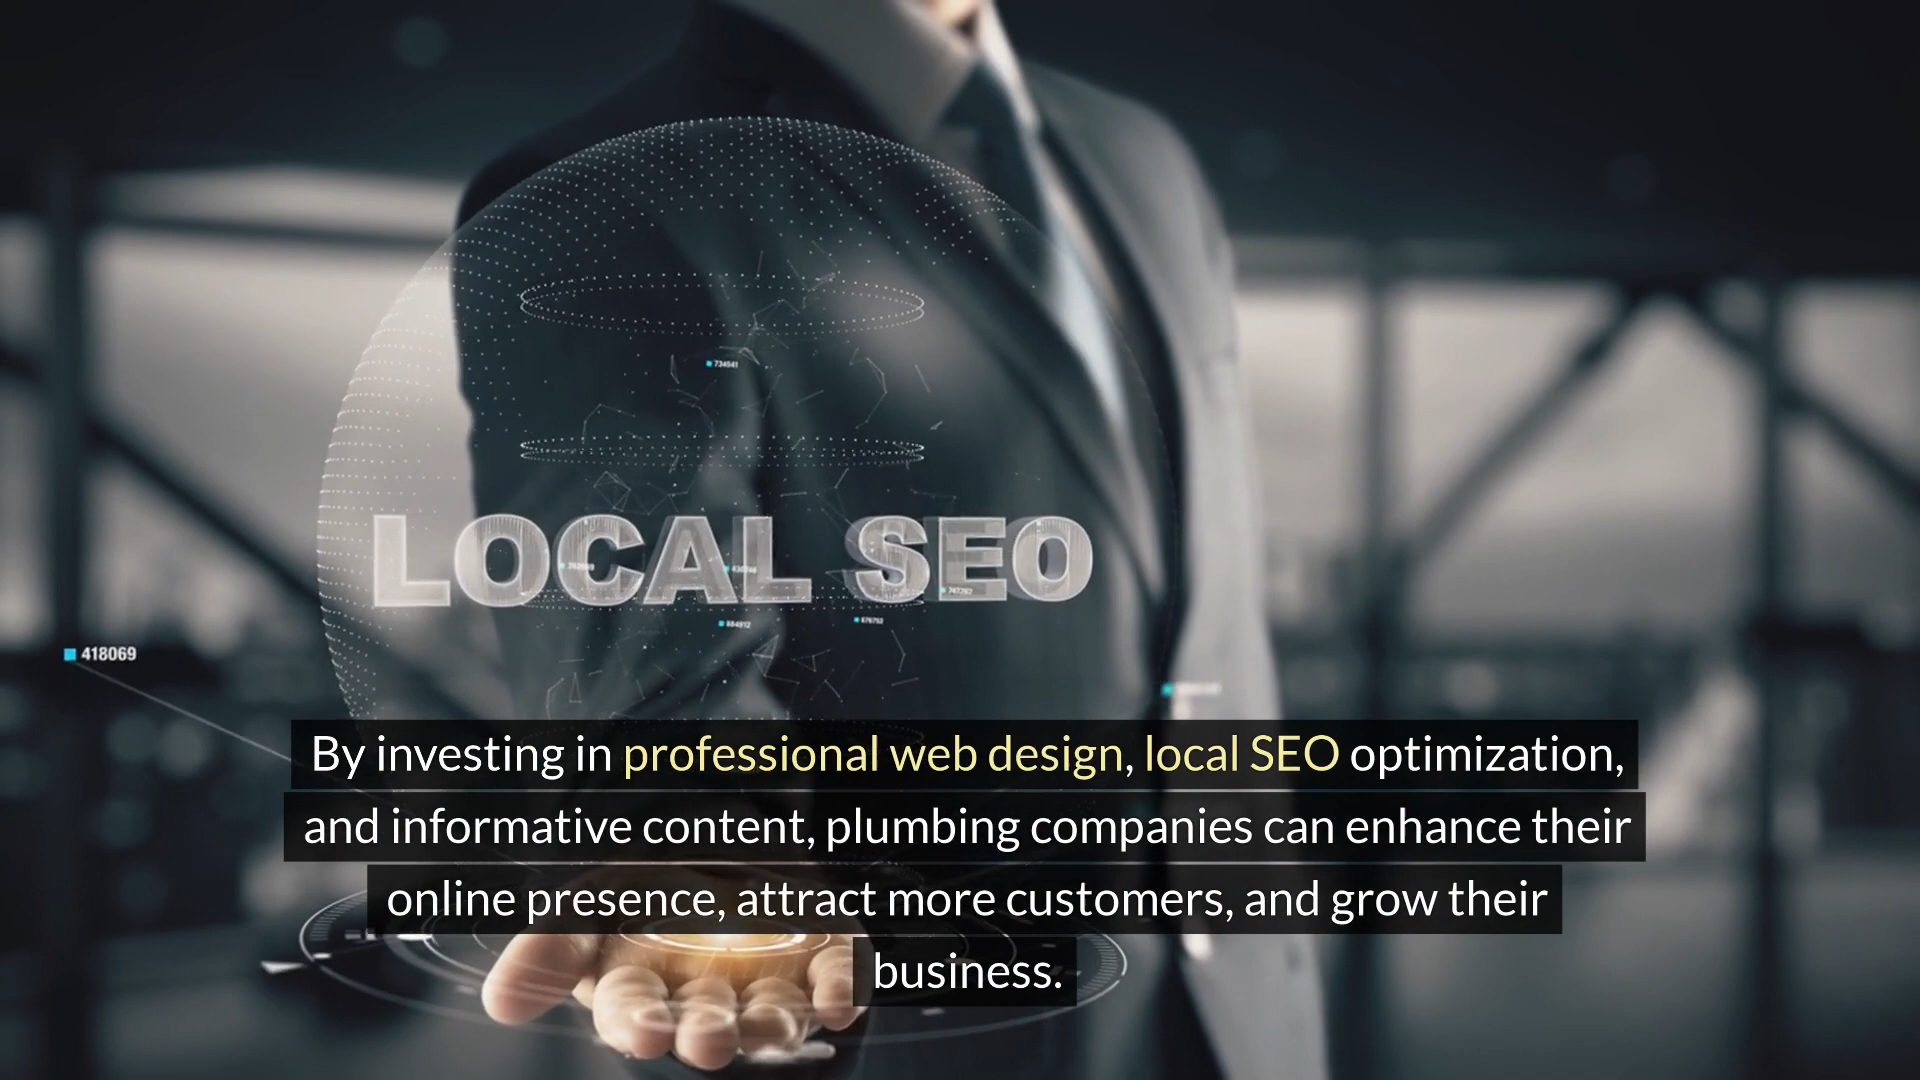 734541
LOCAL SEO
418069
By investing in professional web design, local SEO optimization,
and informative content, plumbing companies can enhance their
online presence, attract more customers, and grow their
business.